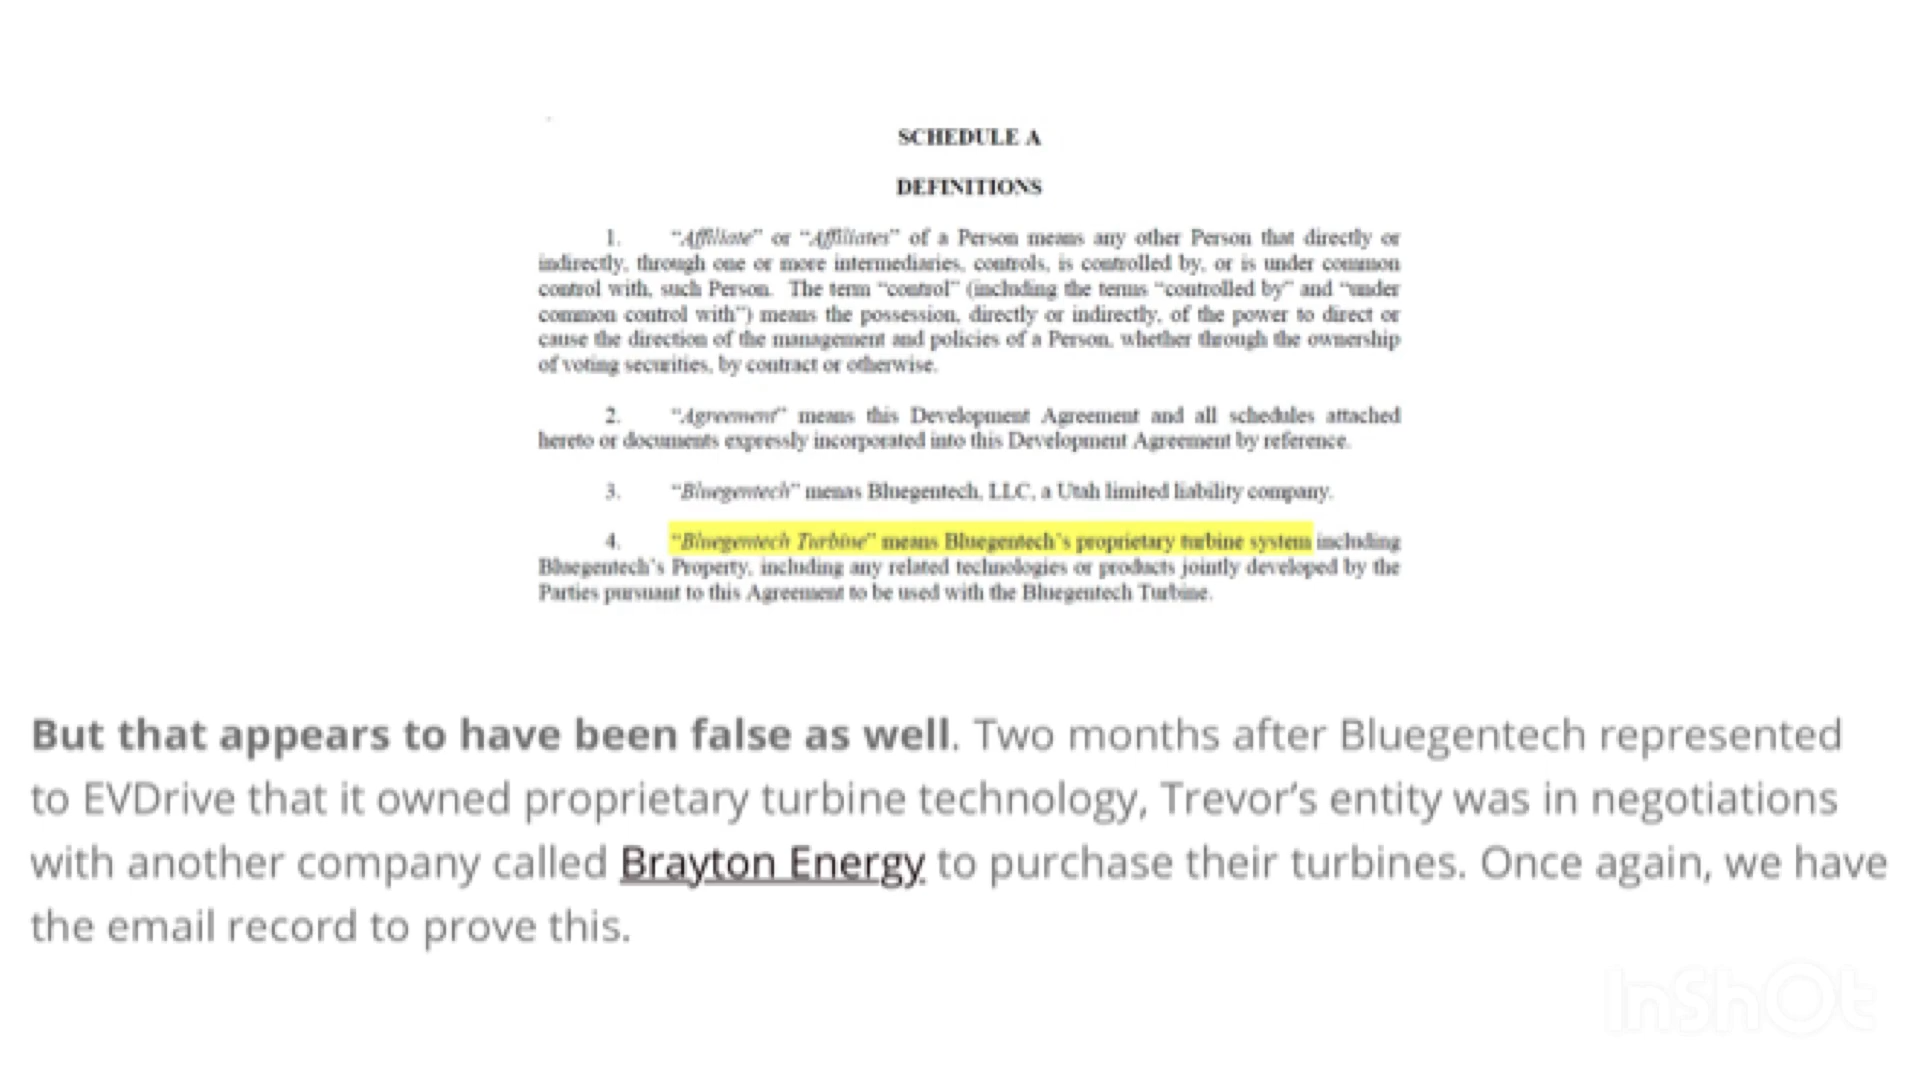 SCHEDULE A
DEFINITIONS
1. “Affiliate” or “Affiliates” of a Person means any other Person that directly or
indirectly, through one or more intermediaries, controls, is controlled by, or is under common
control with, such Person. The term “control” (including the terms “controlled by” and “under
common control with”) means the possession, directly or indirectly, of the power to direct or
cause the direction of the management and policies of a Person, whether through the ownership
of voting securities, by contract or otherwise.
2. “Agreement” means this Development Agreement and all schedules attached
hereto or documents expressly incorporated into this Development Agreement by reference.
3. “Bluegentech” menas Bluegentech, LLC, a Utah limited liability company.
4. “Bluegentech Turbine” means Bluegentech’s proprietary turbine system including
Bluegentech’s Property, including any related technologies or products jointly developed by the
Parties pursuant to this Agreement to be used with the Bluegentech Turbine.
But that appears to have been false as well. Two months after Bluegentech represented
to EVDrive that it owned proprietary turbine technology, Trevor’s entity was in negotiations
with another company called Brayton Energy to purchase their turbines. Once again, we have
the email record to prove this.
InShOt